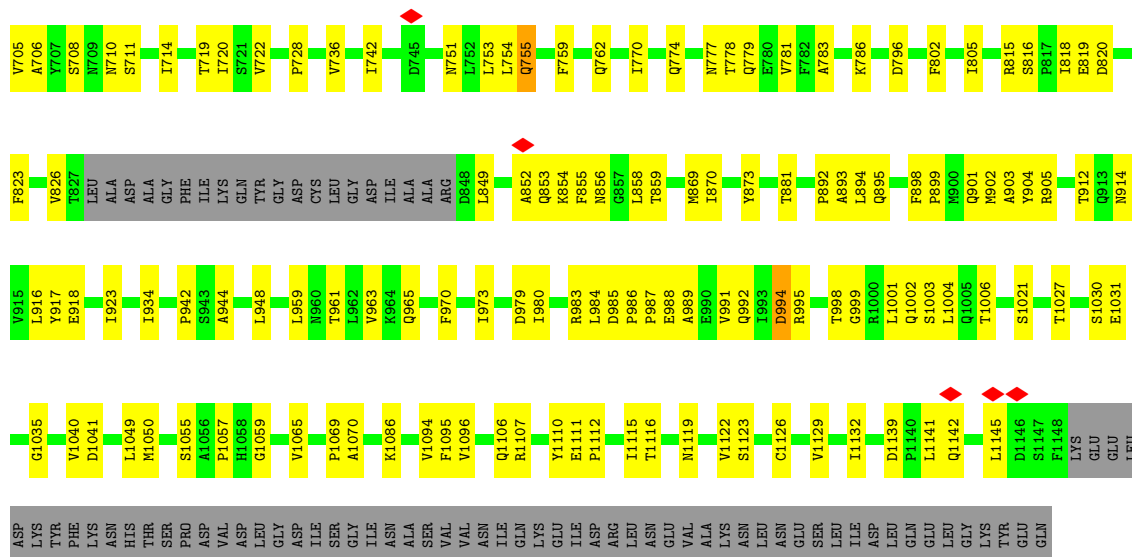 V705 A706 Y707 S708 N709 N710 S711 I714 T719 I720 S721 V722 P728 V736 I742 D745 N751 L752 L753 L754 Q755 F759 Q762 I770 Q774 N777 T778 Q779 E780 V781 F782 A783 K786 D796 F802 I805 R815 S816 P817 I818 E819 D820
F823 V826 T827 LEU ALA ASP ALA GLY PHE ILE LYS GLN TYR GLY ASP CYS LEU GLY ASP ILE ALA ALA ARG D848 L849 A852 Q853 K854 F855 N856 G857 L858 T859 M869 I870 Y873 T881 P892 A893 L894 Q895 F898 P899 M900 Q901 M902 A903 Y904 R905 T912 Q913 N914
V915 L916 Y917 E918 I923 I934 P942 S943 A944 L948 L959 N960 T961 L962 V963 K964 Q965 F970 I973 D979 I980 R983 L984 D985 P986 P987 E988 A989 E990 V991 Q992 I993 D994 R995 T998 G999 R1000 L1001 Q1002 S1003 L1004 Q1005 T1006 S1021 T1027 S1030 E1031
G1035 V1040 D1041 L1049 M1050 S1055 A1056 P1057 H1058 G1059 V1065 P1069 A1070 K1086 V1094 F1095 V1096 Q1106 R1107 Y1110 E1111 P1112 I1115 T1116 N1119 V1122 S1123 C1126 V1129 I1132 D1139 P1140 L1141 Q1142 L1145 D1146 S1147 F1148 LYS GLU GLU LEU
ASP LYS TYR PHE LYS ASN HIS THR SER PRO ASP VAL ASP LEU GLY ASP ILE SER GLY ILE ASN ALA SER VAL VAL ASN ILE GLN LYS GLU ILE ASP ARG LEU ASN GLU VAL ALA LYS ASN LEU ASN GLU SER LEU ILE ASP LEU GLN GLU LEU GLY LYS TYR GLU GLN